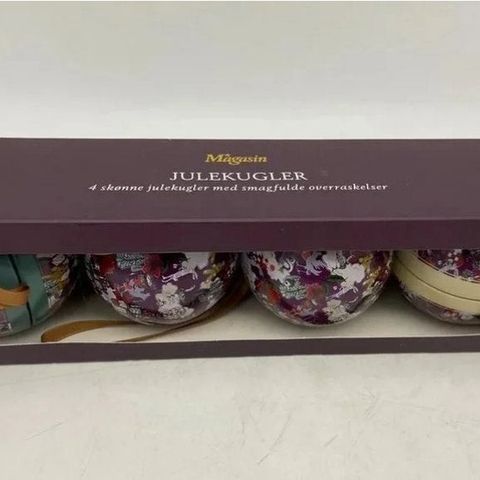 Magasin
JULEKUGLER
4 skønne julekugler med smagfulde overraskelser